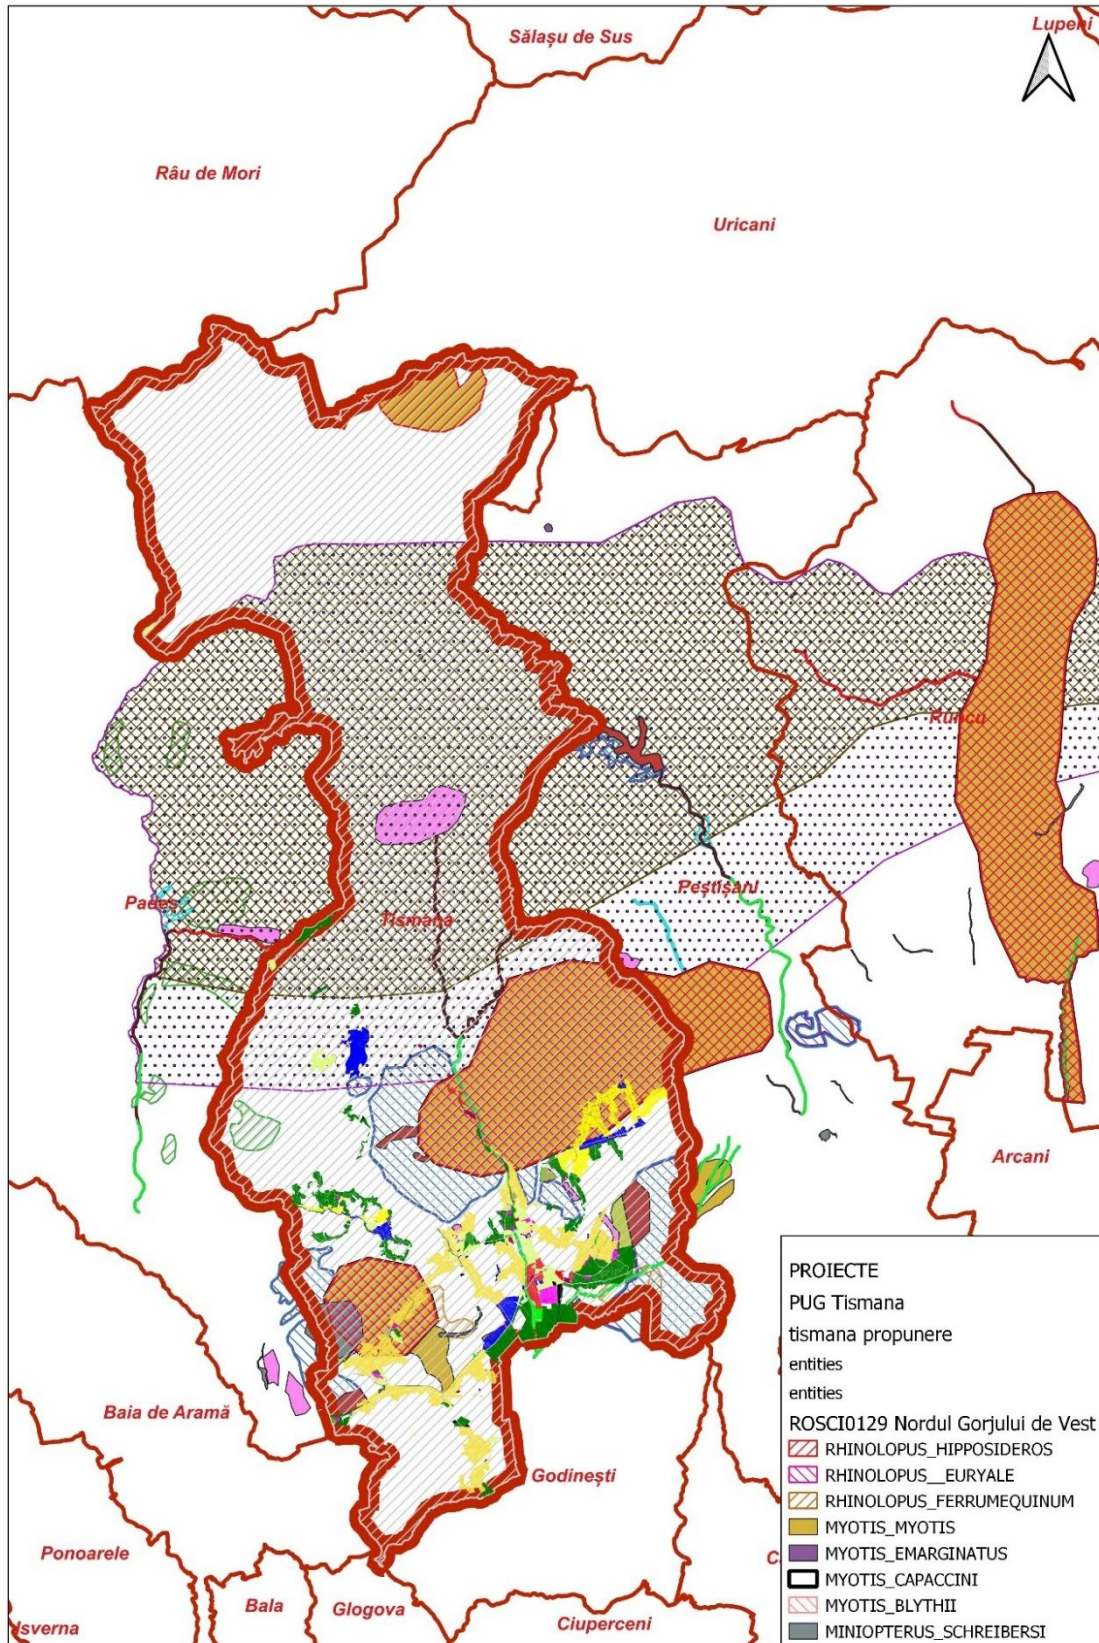 Lupeni
Sălașu de Sus
Râu de Mori
Uricani
Runcu
Padeș
Tismana
Peștișani
Arcani
Baia de Aramă
Godinești
Ponoarele
Bala
Glogova
Ciuperceni
Isverna
PROIECTE
PUG Tismana
tismana propunere
entities
entities
ROSCI0129 Nordul Gorjului de Vest
RHINOLOPUS_HIPPOSIDEROS
RHINOLOPUS__EURYALE
RHINOLOPUS_FERRUMEQUINUM
MYOTIS_MYOTIS
MYOTIS_EMARGINATUS
MYOTIS_CAPACCINI
MYOTIS_BLYTHII
MINIOPTERUS_SCHREIBERSI